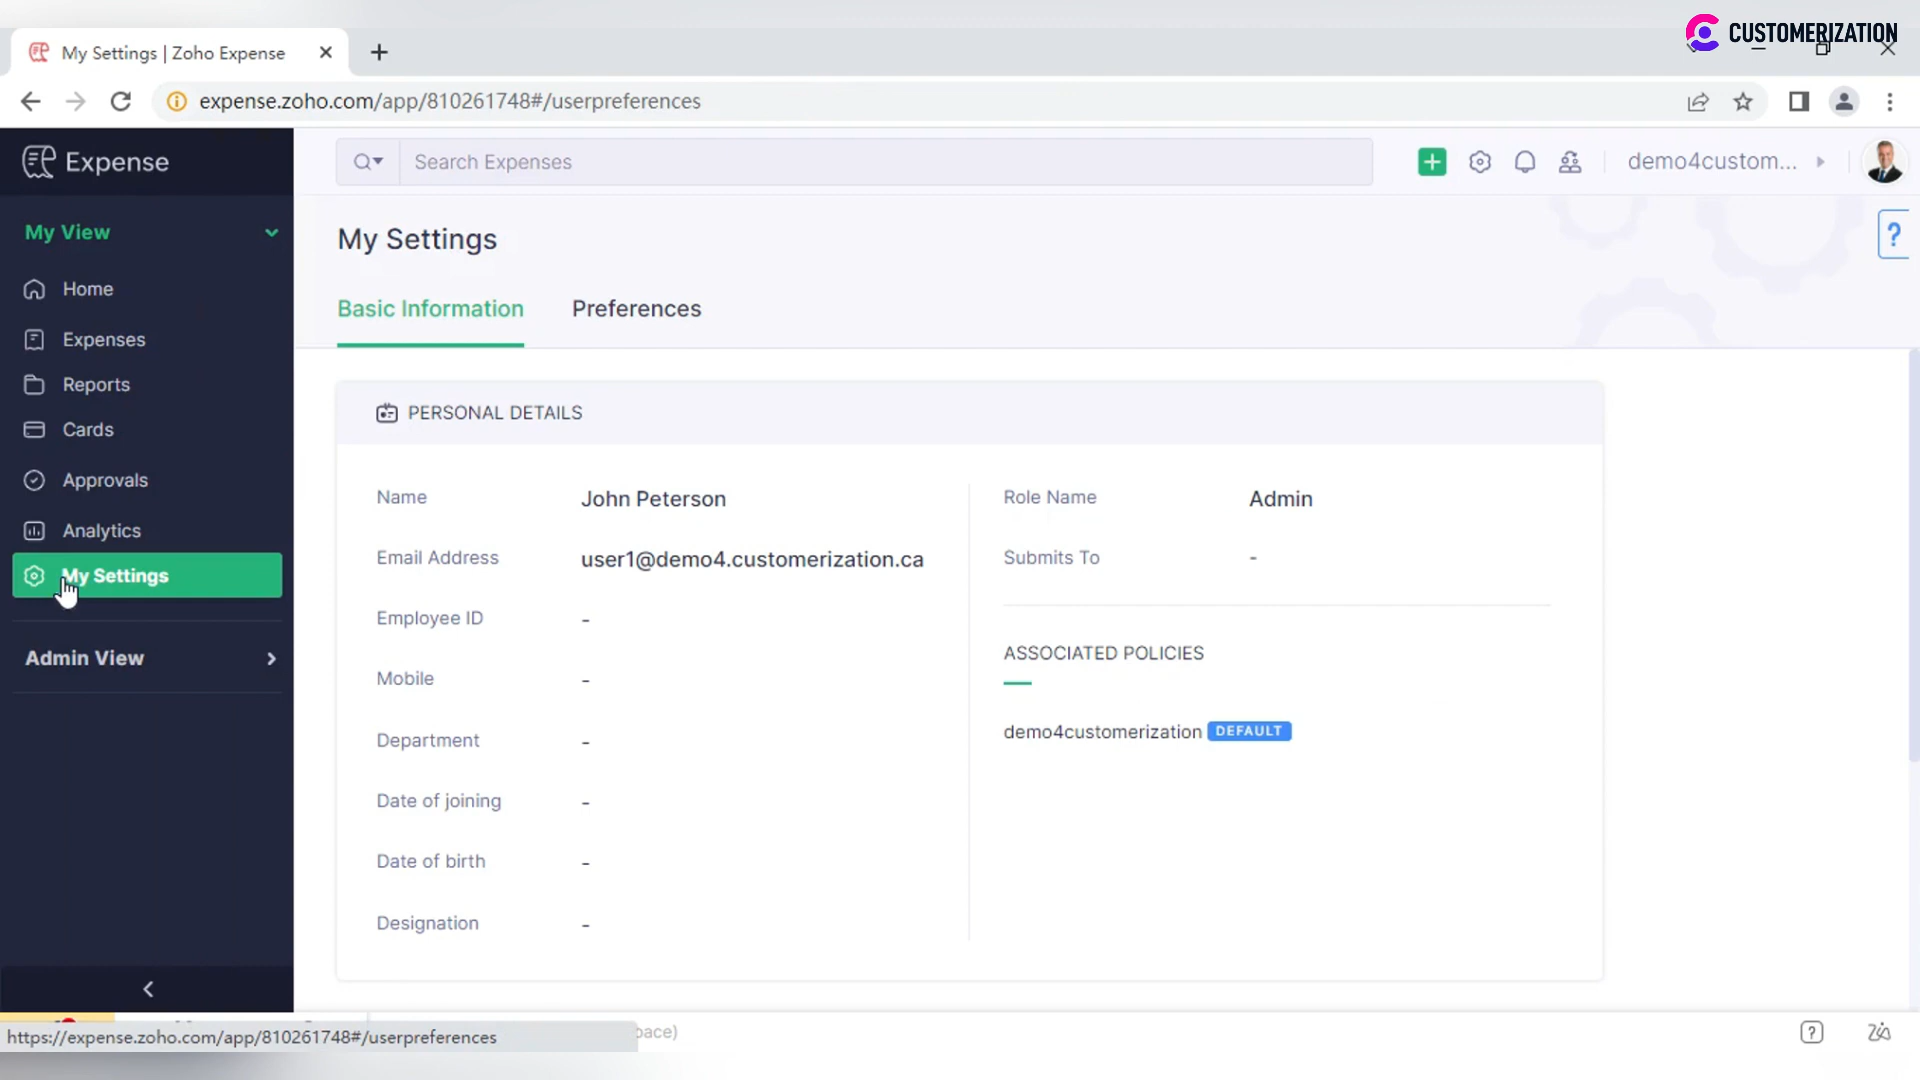 CUSTOMERIZATION
My Settings | Zoho Expense
expense.zoho.com/app/810261748#/userpreferences
Expense
Search Expenses
demo4custom...
My View
My Settings
?
Home
Basic Information
Preferences
Expenses
Reports
PERSONAL DETAILS
Cards
Approvals
Name
John Peterson
Role Name
Admin
Analytics
Email Address
user1@demo4.customerization.ca
Submits To
-
My Settings
Employee ID
-
Admin View
ASSOCIATED POLICIES
Mobile
-
demo4customerization DEFAULT
Department
-
Date of joining
-
Date of birth
-
Designation
-
https://expense.zoho.com/app/810261748#/userpreferences
pace)
?